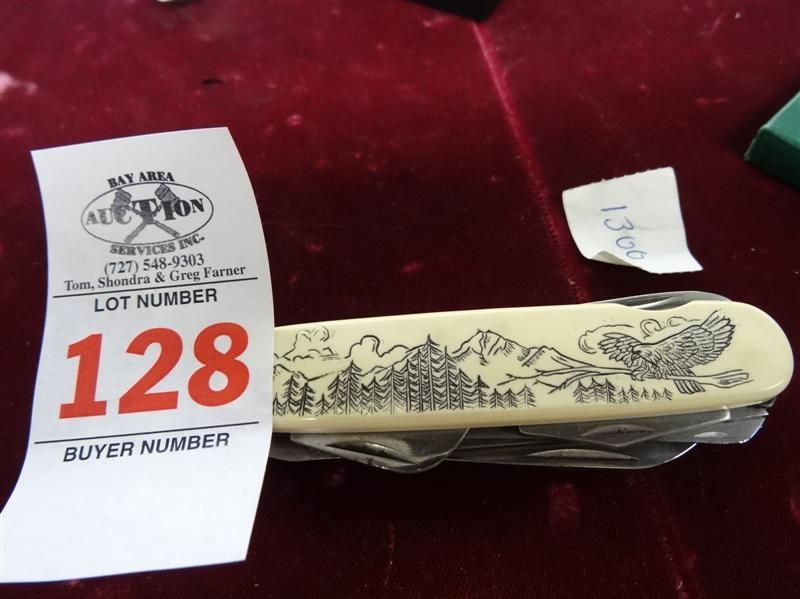 BAY AREA
AUCTION
SERVICES INC.
(727) 548-9303
Tom, Shondra & Greg Farner
LOT NUMBER
128
BUYER NUMBER
1300